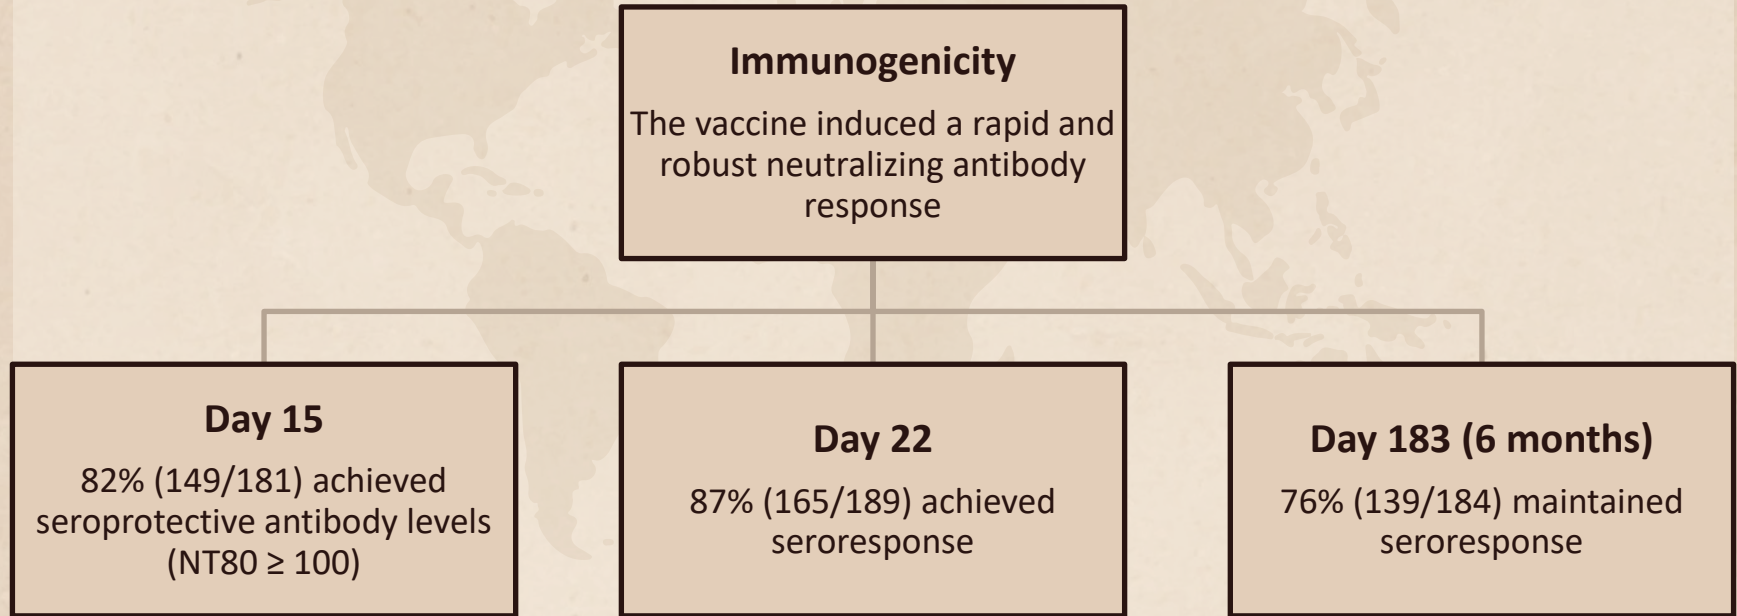 Immunogenicity
The vaccine induced a rapid and
robust neutralizing antibody
response
Day 15
82% (149/181) achieved
seroprotective antibody levels
(NT80 ≥ 100)
Day 22
87% (165/189) achieved
seroresponse
Day 183 (6 months)
76% (139/184) maintained
seroresponse